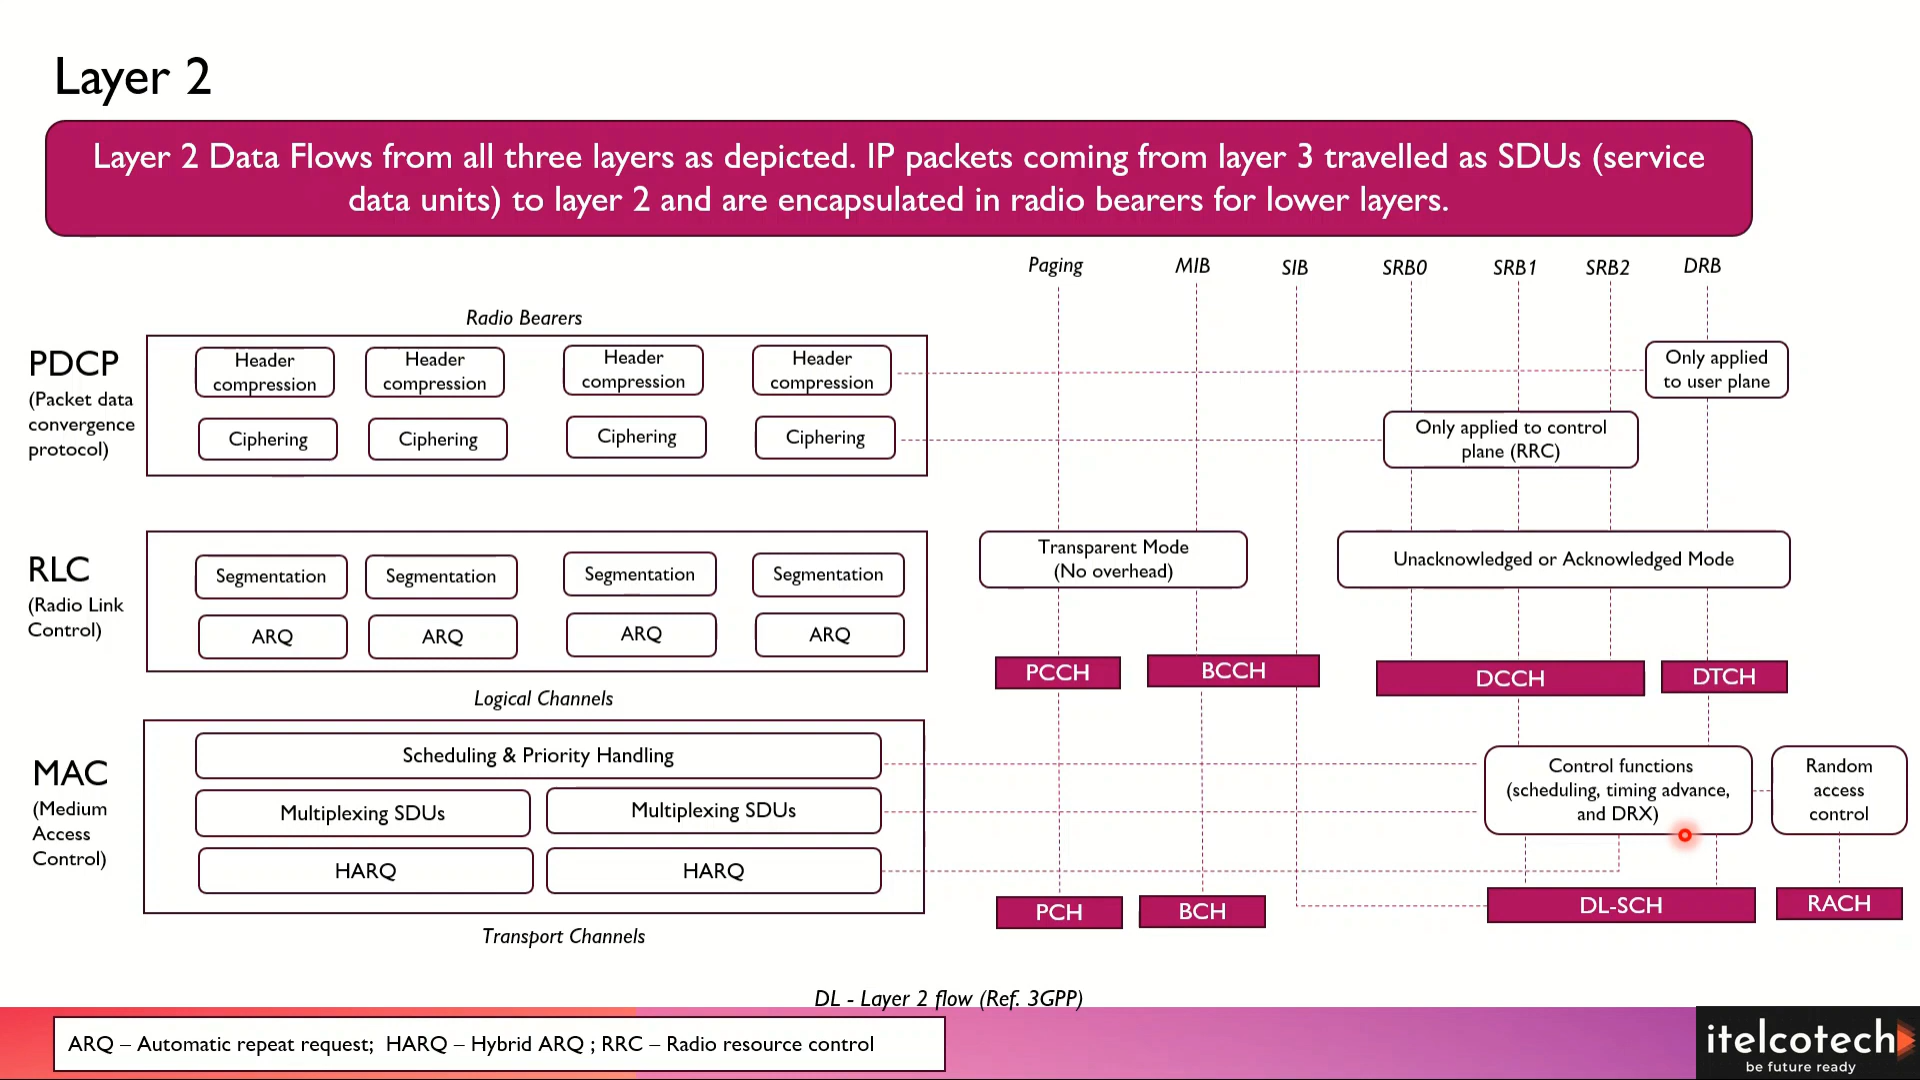 Layer 2
Layer 2 Data Flows from all three layers as depicted. IP packets coming from layer 3 travelled as SDUs (service
data units) to layer 2 and are encapsulated in radio bearers for lower layers.
Paging MIB SIB SRB0 SRB1 SRB2 DRB
Radio Bearers
PDCP
(Packet data
convergence
protocol)
Header
compression
Header
compression
Header
compression
Header
compression
Only applied
to user plane
Ciphering Ciphering Ciphering Ciphering
Only applied to control
plane (RRC)
RLC
(Radio Link
Control)
Segmentation Segmentation Segmentation Segmentation
ARQ ARQ ARQ ARQ
Transparent Mode
(No overhead)
Unacknowledged or Acknowledged Mode
PCCH BCCH DCCH DTCH
Logical Channels
MAC
(Medium
Access
Control)
Scheduling & Priority Handling
Multiplexing SDUs Multiplexing SDUs
HARQ HARQ
Control functions
(scheduling, timing advance,
and DRX)
Random
access
control
PCH BCH DL-SCH RACH
Transport Channels
DL - Layer 2 flow (Ref. 3GPP)
ARQ – Automatic repeat request; HARQ – Hybrid ARQ ; RRC – Radio resource control
itelcotech
be future ready